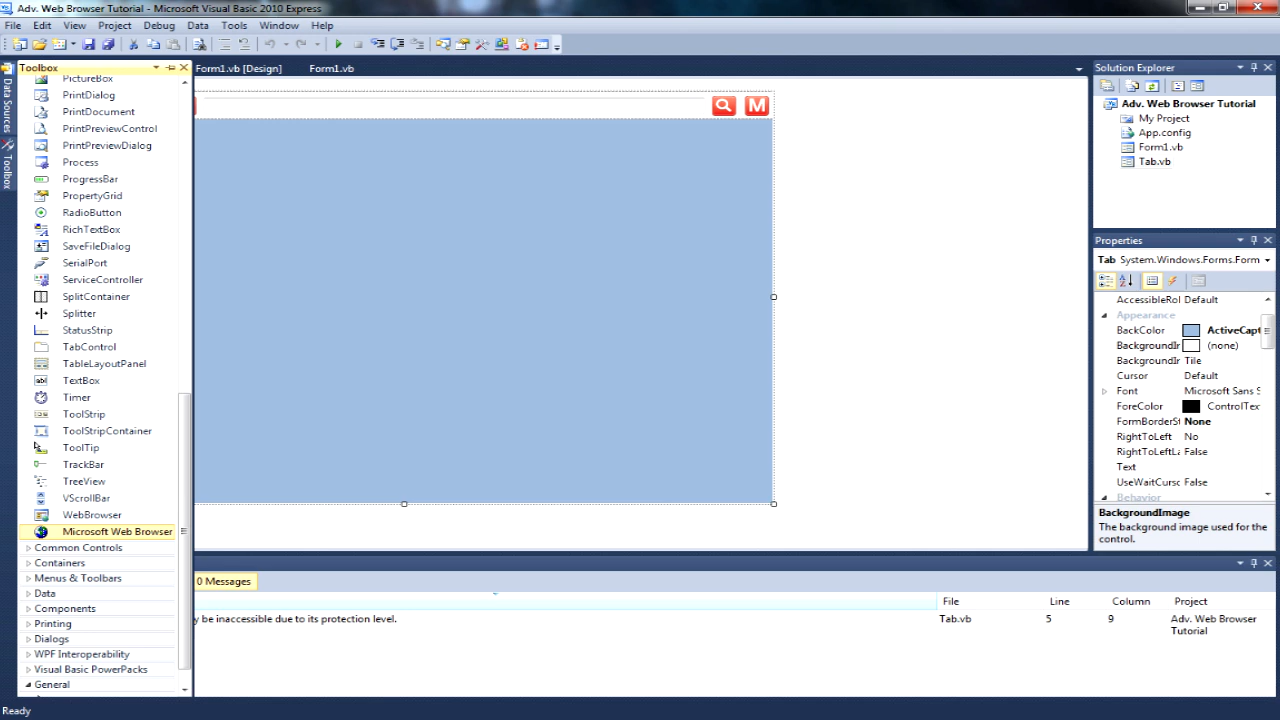 Adv. Web Browser Tutorial - Microsoft Visual Basic 2010 Express
File Edit View Project Debug Data Tools Window Help
Data Sources
Toolbox
Toolbox
PictureBox
PrintDialog
PrintDocument
PrintPreviewControl
PrintPreviewDialog
Process
ProgressBar
PropertyGrid
RadioButton
RichTextBox
SaveFileDialog
SerialPort
ServiceController
SplitContainer
Splitter
StatusStrip
TabControl
TableLayoutPanel
TextBox
Timer
ToolStrip
ToolStripContainer
ToolTip
TrackBar
TreeView
VScrollBar
WebBrowser
Microsoft Web Browser
Common Controls
Containers
Menus & Toolbars
Data
Components
Printing
Dialogs
WPF Interoperability
Visual Basic PowerPacks
General
Form1.vb [Design] Form1.vb
M
0 Messages
File Line Column Project
y be inaccessible due to its protection level. Tab.vb 5 9 Adv. Web Browser
Tutorial
Solution Explorer
Adv. Web Browser Tutorial
My Project
App.config
Form1.vb
Tab.vb
Properties
Tab System.Windows.Forms.Form
AccessibleRol Default
Appearance
BackColor ActiveCapt
BackgroundIr (none)
BackgroundIr Tile
Cursor Default
Font Microsoft Sans S
ForeColor ControlTex
FormBorderSt None
RightToLeft No
RightToLeftLa False
Text
UseWaitCurso False
Behavior
BackgroundImage
The background image used for the
control.
Ready